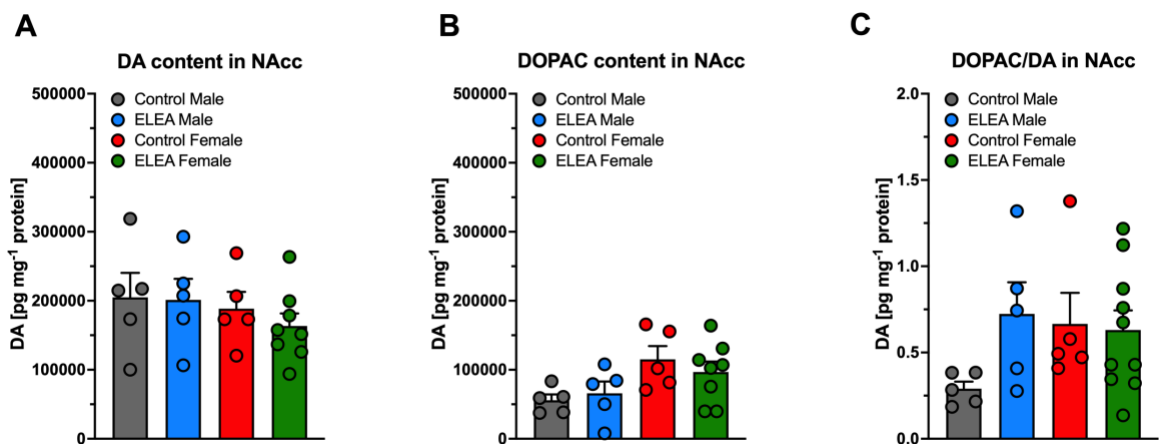 A
DA content in NAcc
DA [pg mg⁻¹ protein]
500000
400000
300000
200000
100000
0
Control Male
ELEA Male
Control Female
ELEA Female
B
DOPAC content in NAcc
DA [pg mg⁻¹ protein]
500000
400000
300000
200000
100000
0
Control Male
ELEA Male
Control Female
ELEA Female
C
DOPAC/DA in NAcc
DA [pg mg⁻¹ protein]
2.0
1.5
1.0
0.5
0.0
Control Male
ELEA Male
Control Female
ELEA Female